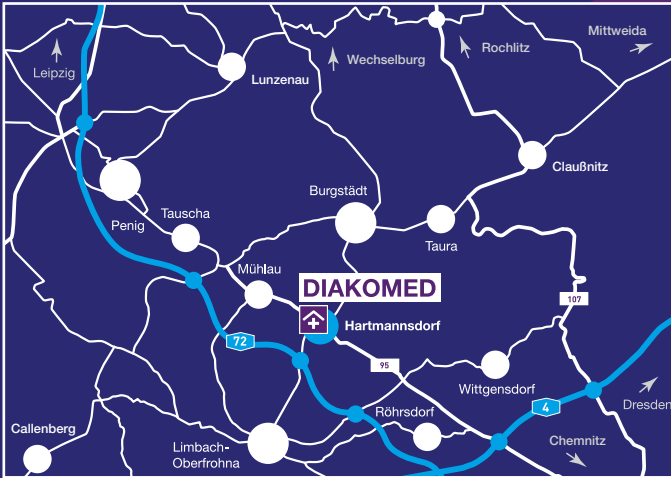 Mittweida
Rochlitz
Wechselburg
Leipzig
Lunzenau
Claußnitz
Burgstädt
Penig
Tauscha
Taura
Mühlau
DIAKOMED
107
Hartmannsdorf
72
95
Wittgensdorf
4
Dresden
Röhrsdorf
Callenberg
Limbach-
Oberfrohna
Chemnitz